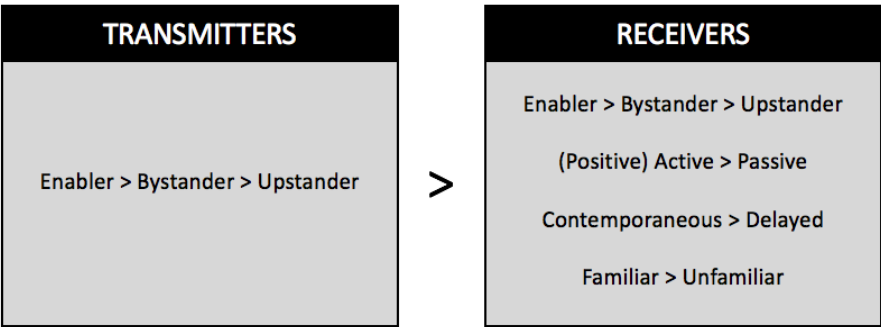 TRANSMITTERS
Enabler > Bystander > Upstander
>
RECEIVERS
Enabler > Bystander > Upstander
(Positive) Active > Passive
Contemporaneous > Delayed
Familiar > Unfamiliar